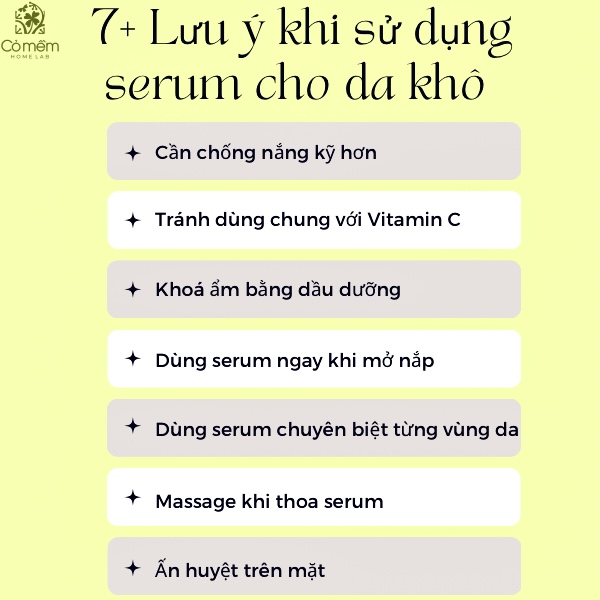 Cỏ mềm
HOME LAB
7+ Lưu ý khi sử dụng
serum cho da khô
Cần chống nắng kỹ hơn
Tránh dùng chung với Vitamin C
Khoá ẩm bằng dầu dưỡng
Dùng serum ngay khi mở nắp
Dùng serum chuyên biệt từng vùng da
Massage khi thoa serum
Ấn huyệt trên mặt